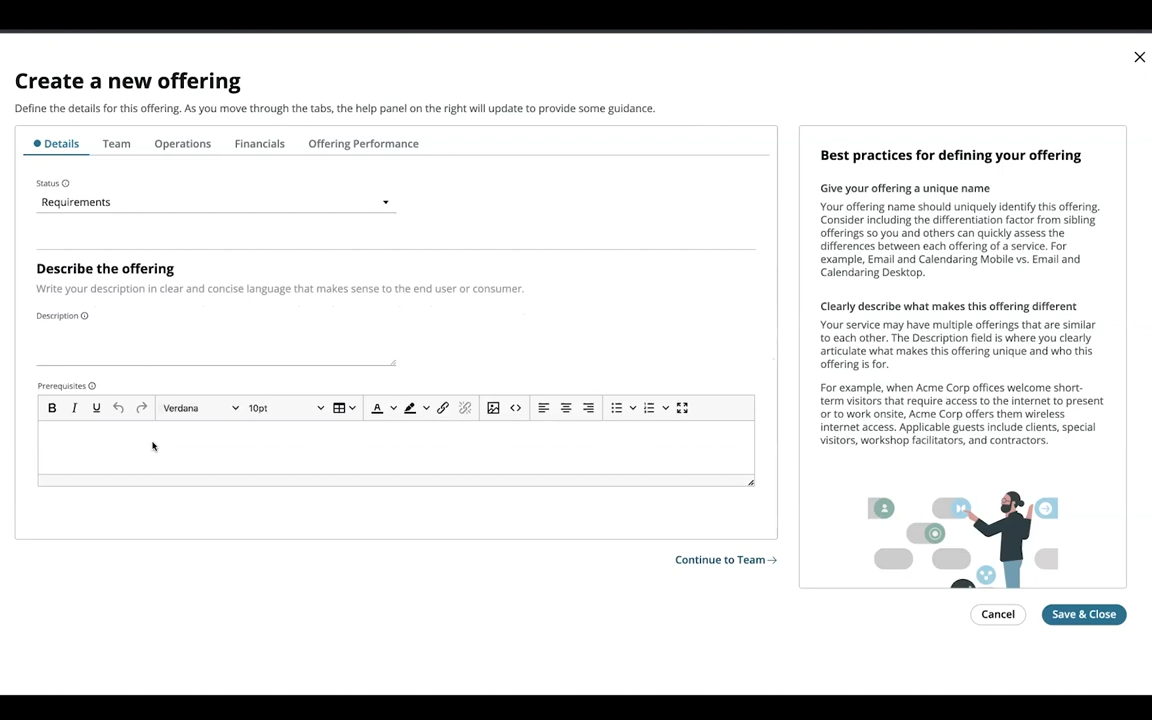 Create a new offering
Define the details for this offering. As you move through the tabs, the help panel on the right will update to provide some guidance.
Details Team Operations Financials Offering Performance
Status
Requirements
Describe the offering
Write your description in clear and concise language that makes sense to the end user or consumer.
Description
Prerequisites
B I U Verdana 10pt A
Continue to Team
Best practices for defining your offering
Give your offering a unique name
Your offering name should uniquely identify this offering.
Consider including the differentiation factor from sibling
offerings so you and others can quickly assess the
differences between each offering of a service. For
example, Email and Calendaring Mobile vs. Email and
Calendaring Desktop.
Clearly describe what makes this offering different
Your service may have multiple offerings that are similar
to each other. The Description field is where you clearly
articulate what makes this offering unique and who this
offering is for.
For example, when Acme Corp offices welcome short-
term visitors that require access to the internet to present
or to work onsite, Acme Corp offers them wireless
internet access. Applicable guests include clients, special
visitors, workshop facilitators, and contractors.
Cancel Save & Close